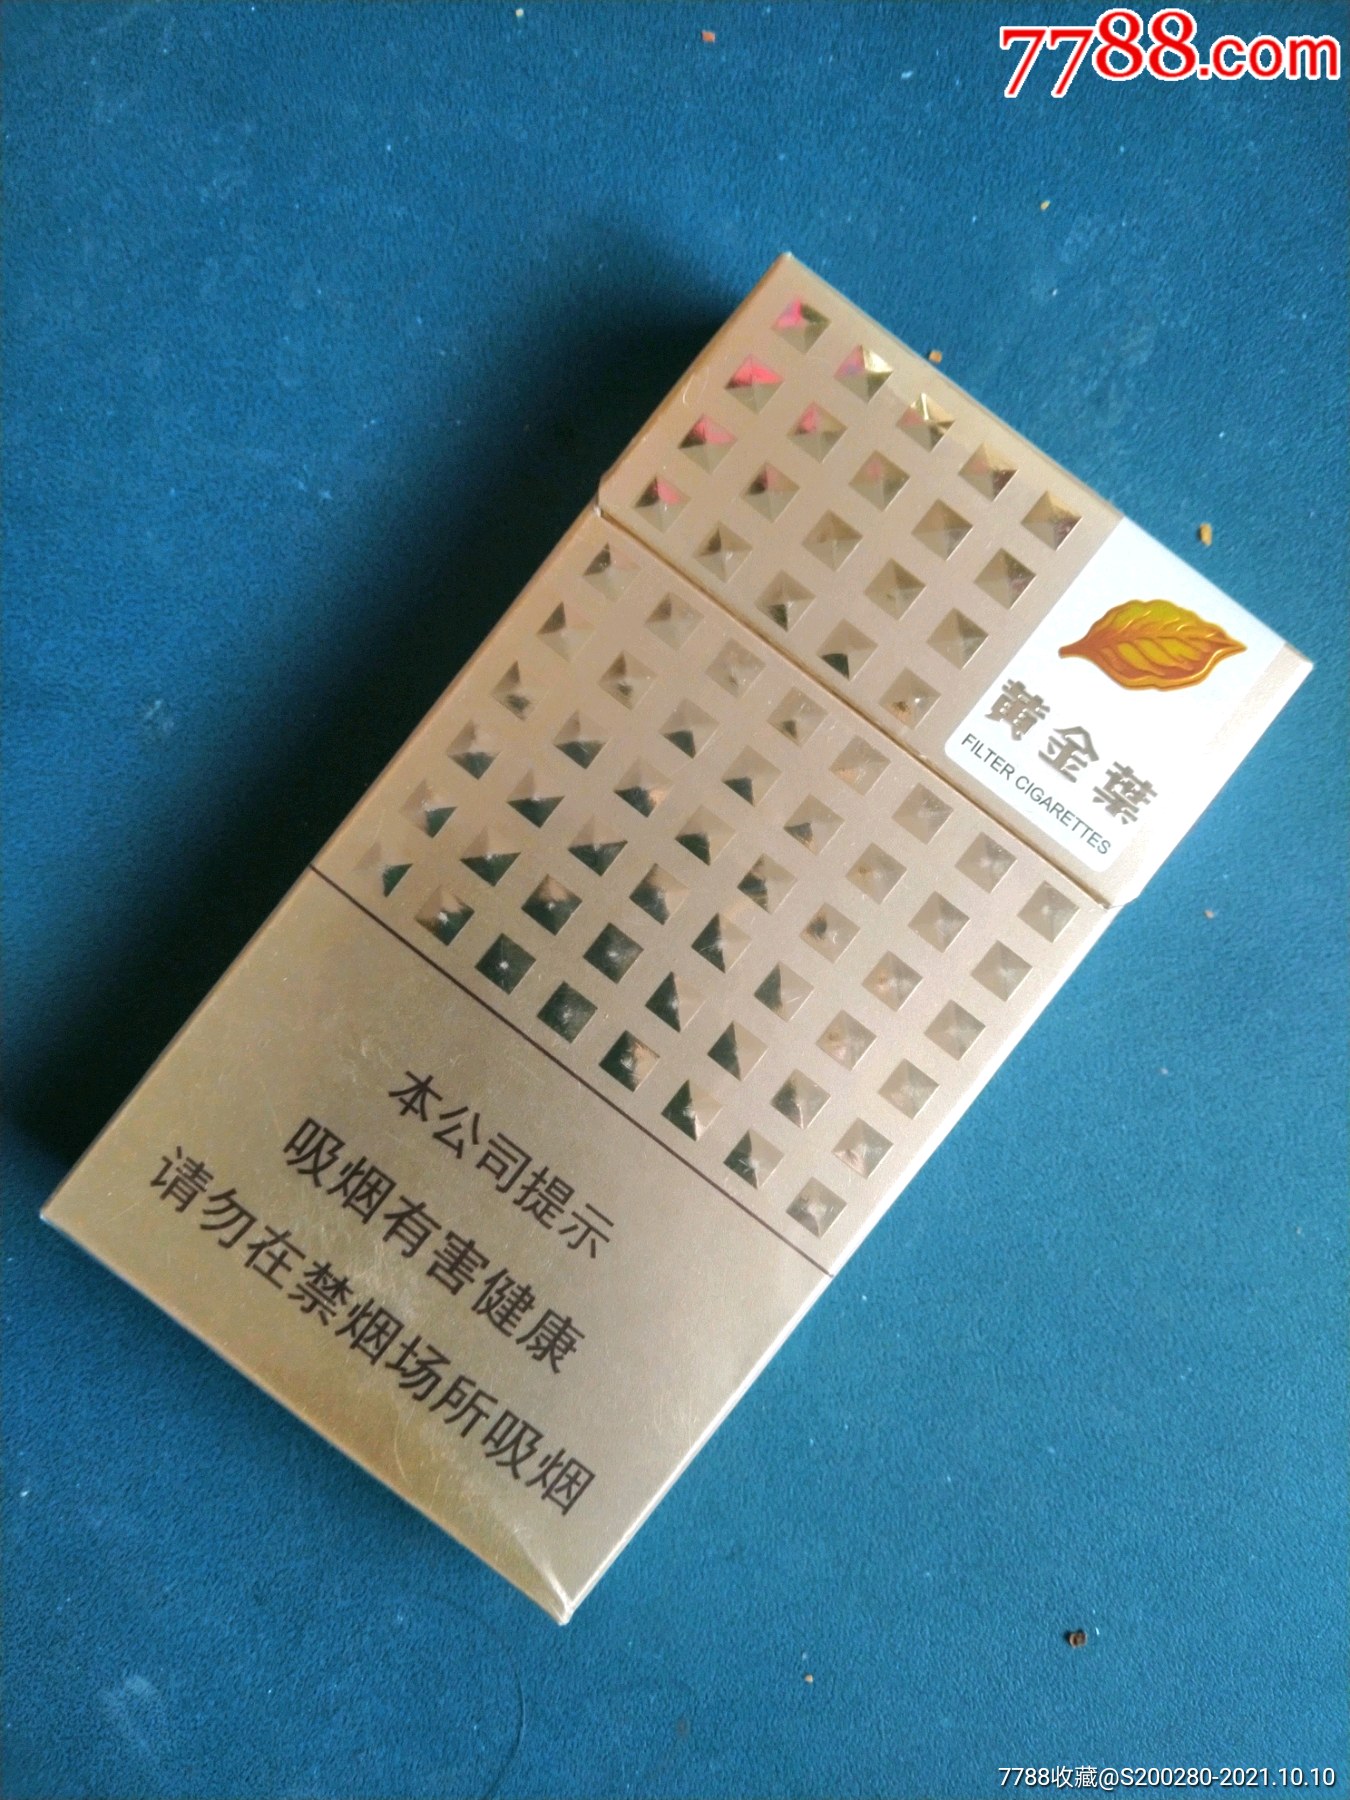 7788.com
黄金葉
FILTER CIGARETTES
本公司提示
吸烟有害健康
请勿在禁烟场所吸烟
7788收藏@S200280-2021.10.10